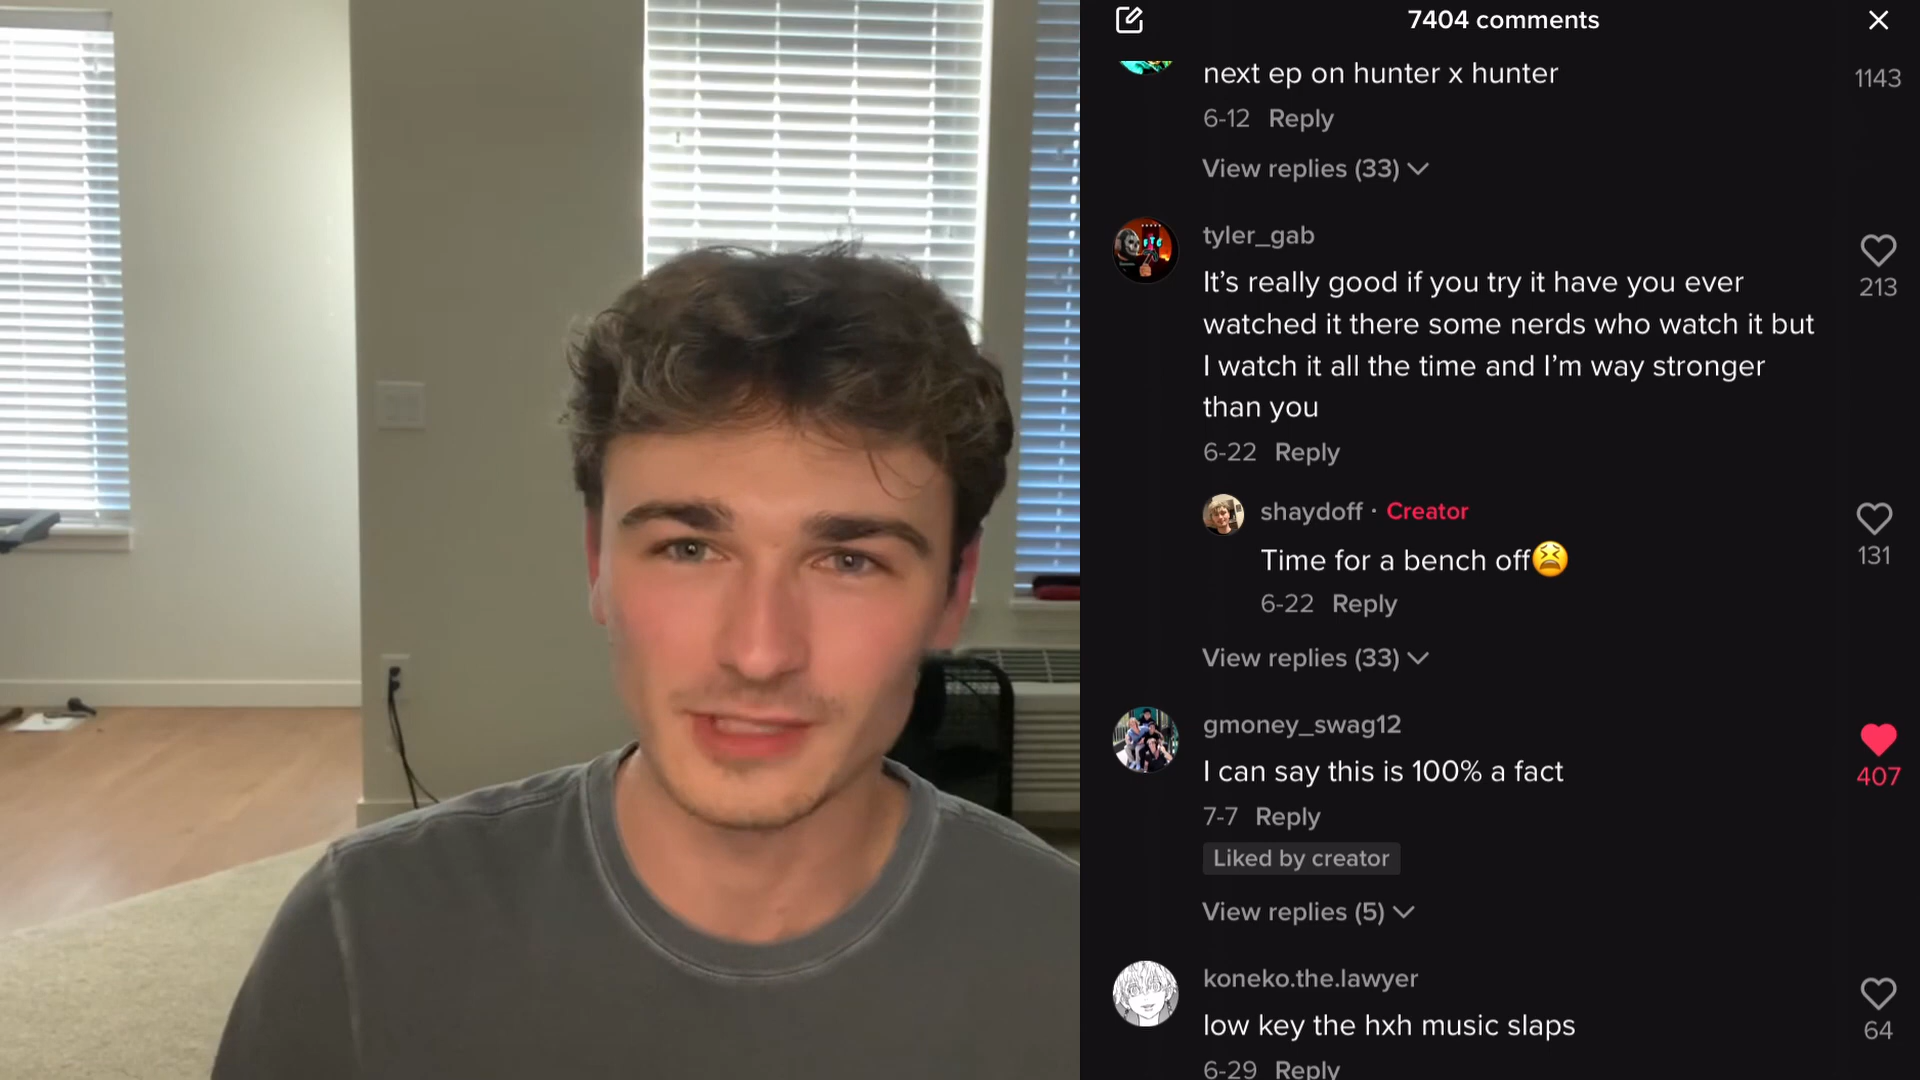 7404 comments
next ep on hunter x hunter
1143
6-12 Reply
View replies (33)
tyler_gab
It’s really good if you try it have you ever
213
watched it there some nerds who watch it but
I watch it all the time and I’m way stronger
than you
6-22 Reply
shaydoff · Creator
Time for a bench off😫
131
6-22 Reply
View replies (33)
gmoney_swag12
I can say this is 100% a fact
407
7-7 Reply
Liked by creator
View replies (5)
koneko.the.lawyer
low key the hxh music slaps
64
6-29 Reply